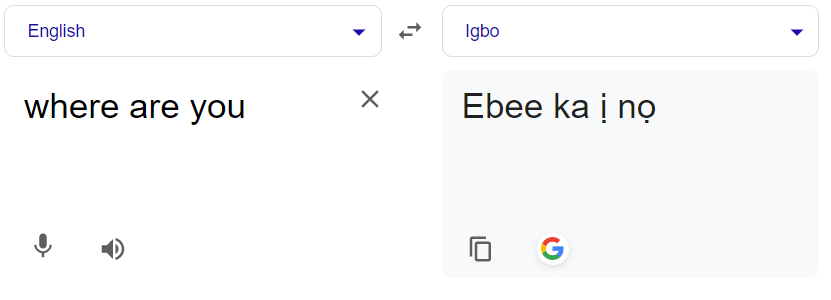 English
Igbo
where are you
Ebee ka ị nọ